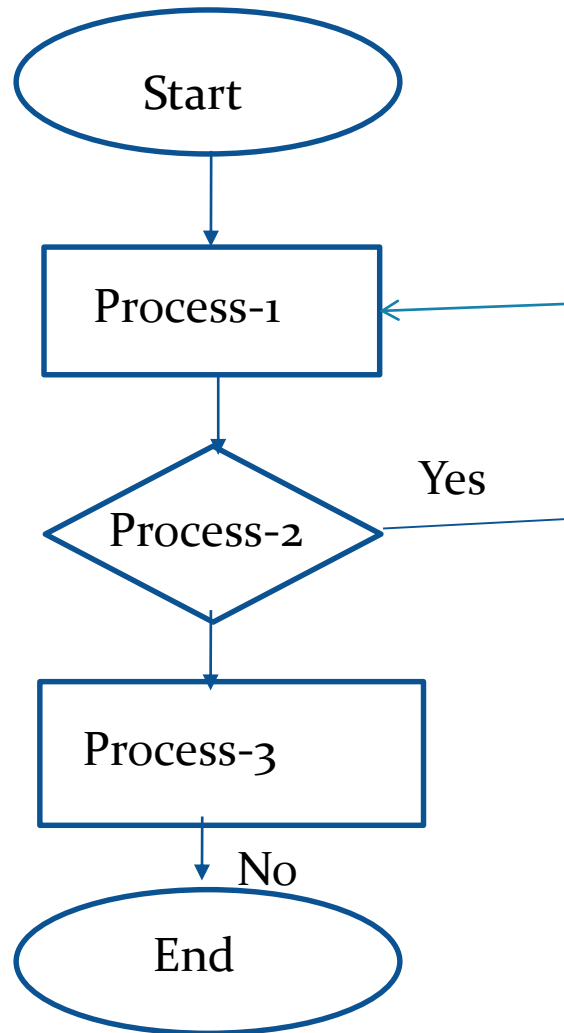 Start
Process-1
Yes
Process-2
Process-3
No
End